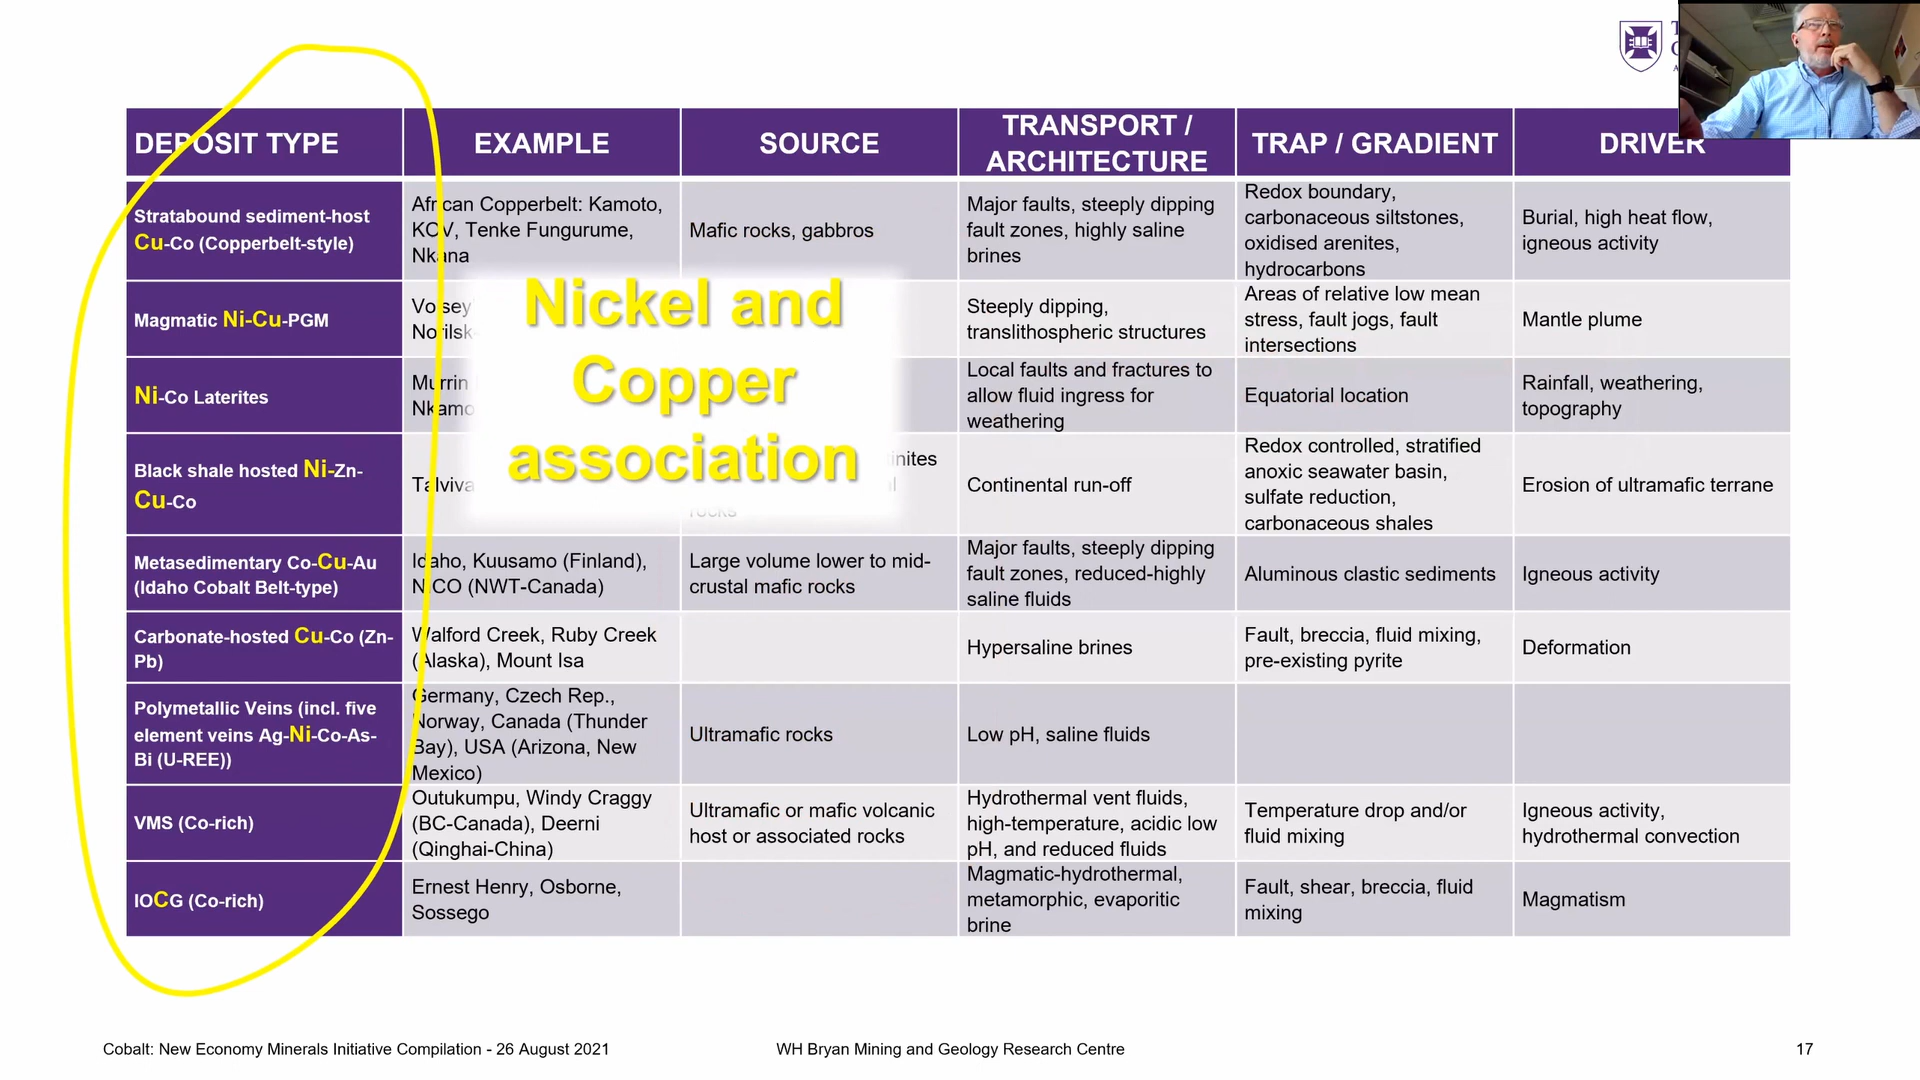 DEPOSIT TYPE
EXAMPLE
SOURCE
TRANSPORT /
ARCHITECTURE
TRAP / GRADIENT
DRIVER
Stratabound sediment-host
Cu-Co (Copperbelt-style)
African Copperbelt: Kamoto,
KOV, Tenke Fungurume,
Nkana
Mafic rocks, gabbros
Major faults, steeply dipping
fault zones, highly saline
brines
Redox boundary,
carbonaceous siltstones,
oxidised arenites,
hydrocarbons
Burial, high heat flow,
igneous activity
Magmatic Ni-Cu-PGM
Steeply dipping,
translithospheric structures
Areas of relative low mean
stress, fault jogs, fault
intersections
Mantle plume
Ni-Co Laterites
Murrin
Local faults and fractures to
allow fluid ingress for
weathering
Equatorial location
Rainfall, weathering,
topography
Black shale hosted Ni-Zn-
Cu-Co
rocks
Continental run-off
Redox controlled, stratified
anoxic seawater basin,
sulfate reduction,
carbonaceous shales
Erosion of ultramafic terrane
Nickel and
Copper
association
Metasedimentary Co-Cu-Au
(Idaho Cobalt Belt-type)
Idaho, Kuusamo (Finland),
NICO (NWT-Canada)
Large volume lower to mid-
crustal mafic rocks
Major faults, steeply dipping
fault zones, reduced-highly
saline fluids
Aluminous clastic sediments
Igneous activity
Carbonate-hosted Cu-Co (Zn-
Pb)
Walford Creek, Ruby Creek
(Alaska), Mount Isa
Hypersaline brines
Fault, breccia, fluid mixing,
pre-existing pyrite
Deformation
Polymetallic Veins (incl. five
element veins Ag-Ni-Co-As-
Bi (U-REE))
Germany, Czech Rep.,
Norway, Canada (Thunder
Bay), USA (Arizona, New
Mexico)
Ultramafic rocks
Low pH, saline fluids
VMS (Co-rich)
Outukumpu, Windy Craggy
(BC-Canada), Deerni
(Qinghai-China)
Ultramafic or mafic volcanic
host or associated rocks
Hydrothermal vent fluids,
high-temperature, acidic low
pH, and reduced fluids
Temperature drop and/or
fluid mixing
Igneous activity,
hydrothermal convection
IOCG (Co-rich)
Ernest Henry, Osborne,
Sossego
Magmatic-hydrothermal,
metamorphic, evaporitic
brine
Fault, shear, breccia, fluid
mixing
Magmatism
Cobalt: New Economy Minerals Initiative Compilation - 26 August 2021
WH Bryan Mining and Geology Research Centre
17